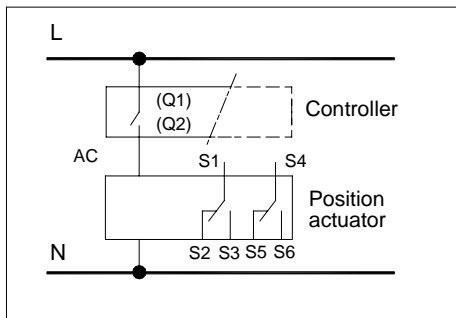 L
(Q1)
(Q2)
Controller
AC
S1
S4
Position
actuator
S2 S3 S5 S6
N